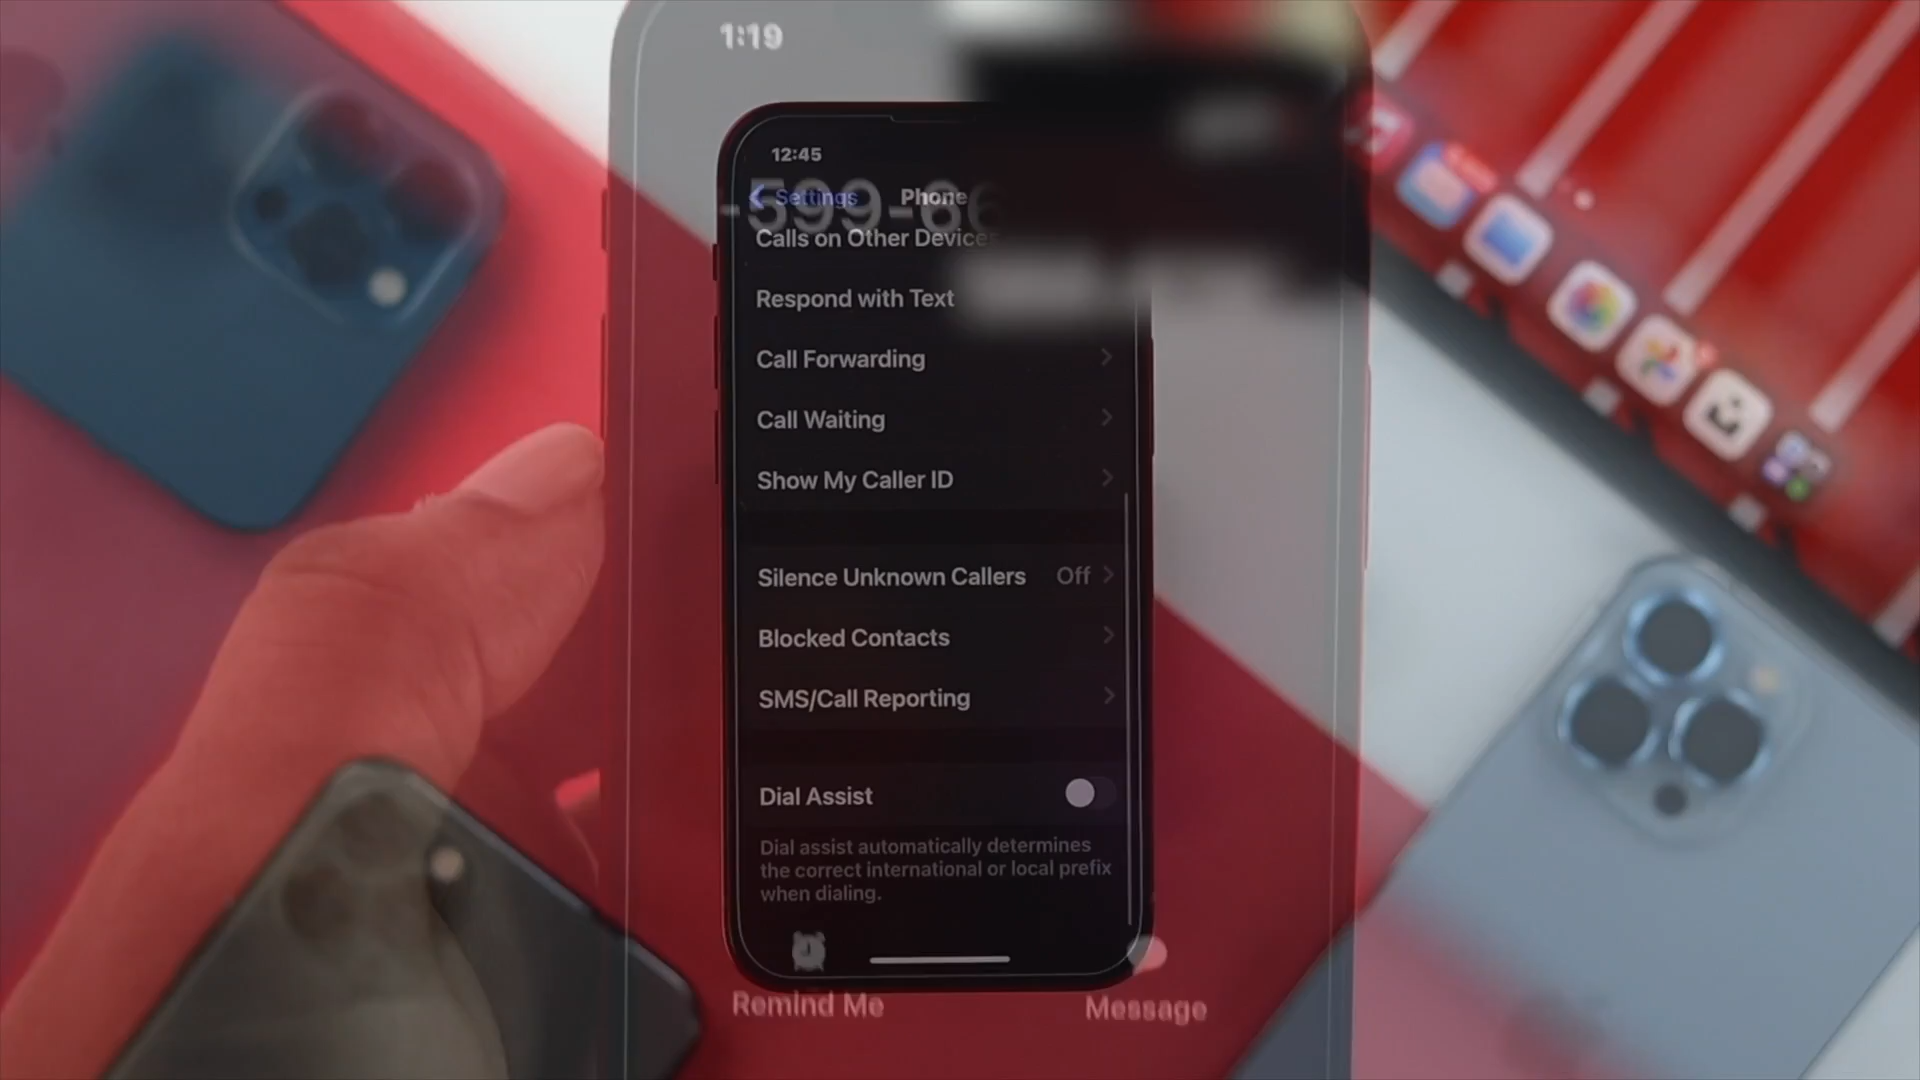 1:19
12:45
Settings Phone
-599-66
Calls on Other Devices
Respond with Text
Call Forwarding
Call Waiting
Show My Caller ID
Silence Unknown Callers Off
Blocked Contacts
SMS/Call Reporting
Dial Assist
Dial assist automatically determines
the correct international or local prefix
when dialing.
Remind Me Message